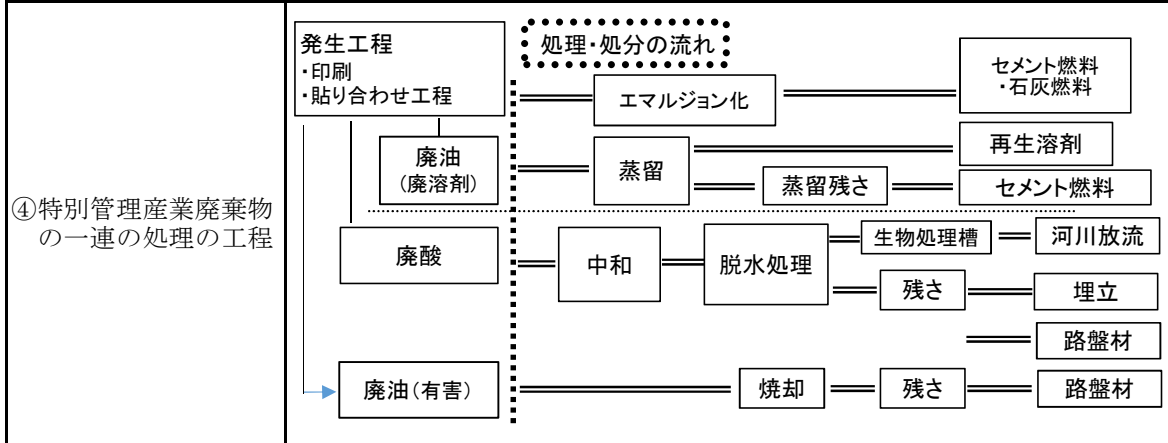 ④特別管理産業廃棄物
の一連の処理の工程
発生工程
・印刷
・貼り合わせ工程
処理・処分の流れ
エマルジョン化
セメント燃料
・石灰燃料
廃油
(廃溶剤)
蒸留
再生溶剤
蒸留残さ
セメント燃料
廃酸
中和
脱水処理
生物処理槽
河川放流
残さ
埋立
路盤材
廃油(有害)
焼却
残さ
路盤材